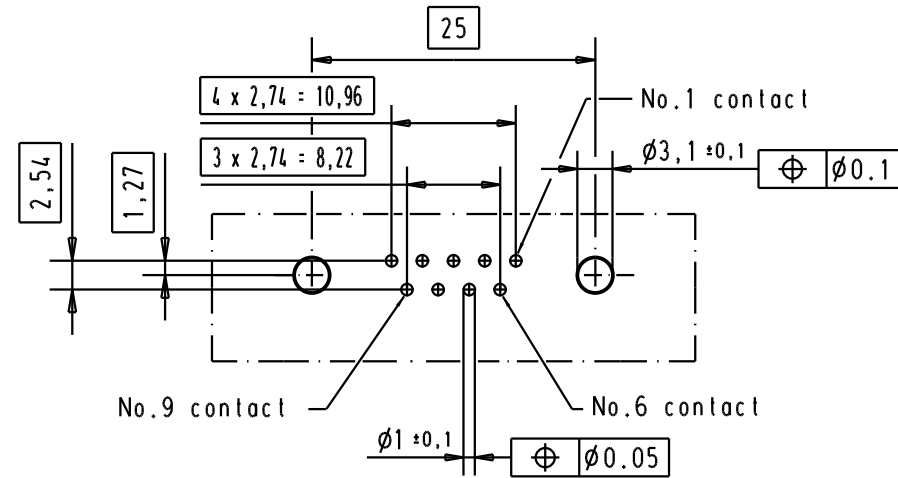 25
4 x 2,74 = 10,96
No.1 contact
3 x 2,74 = 8,22
Ø3,1 ±0,1
⌖ Ø0.1
2,54
1,27
No.9 contact
No.6 contact
Ø1 ±0,1
⌖ Ø0.05